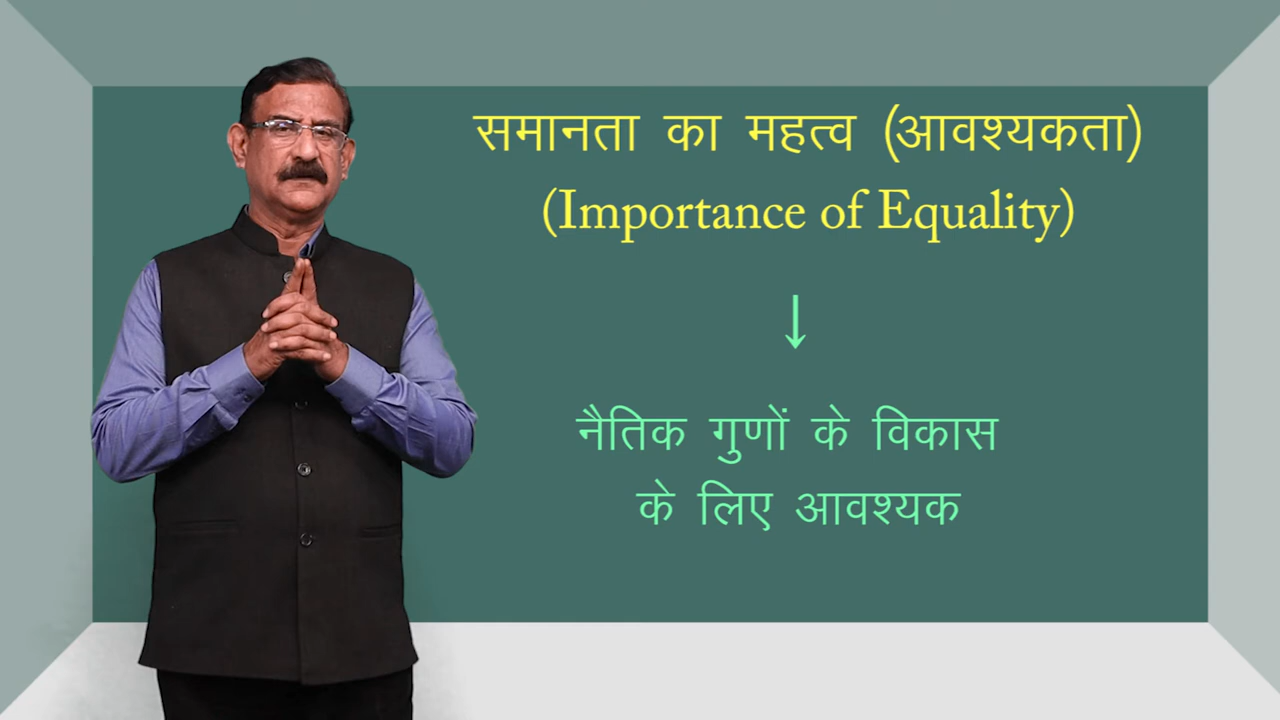 समानता का महत्व (आवश्यकता)
(Importance of Equality)
↓
नैतिक गुणों के विकास
के लिए आवश्यक